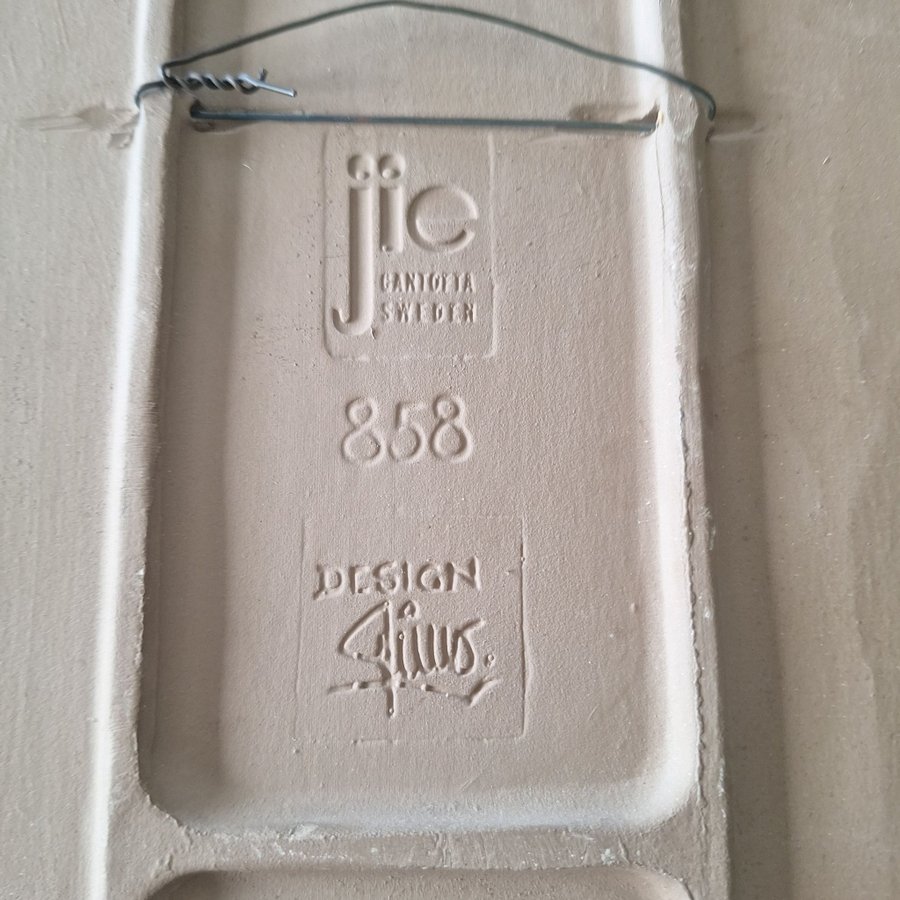 jie
GANTOFTA
SWEDEN
858
DESIGN